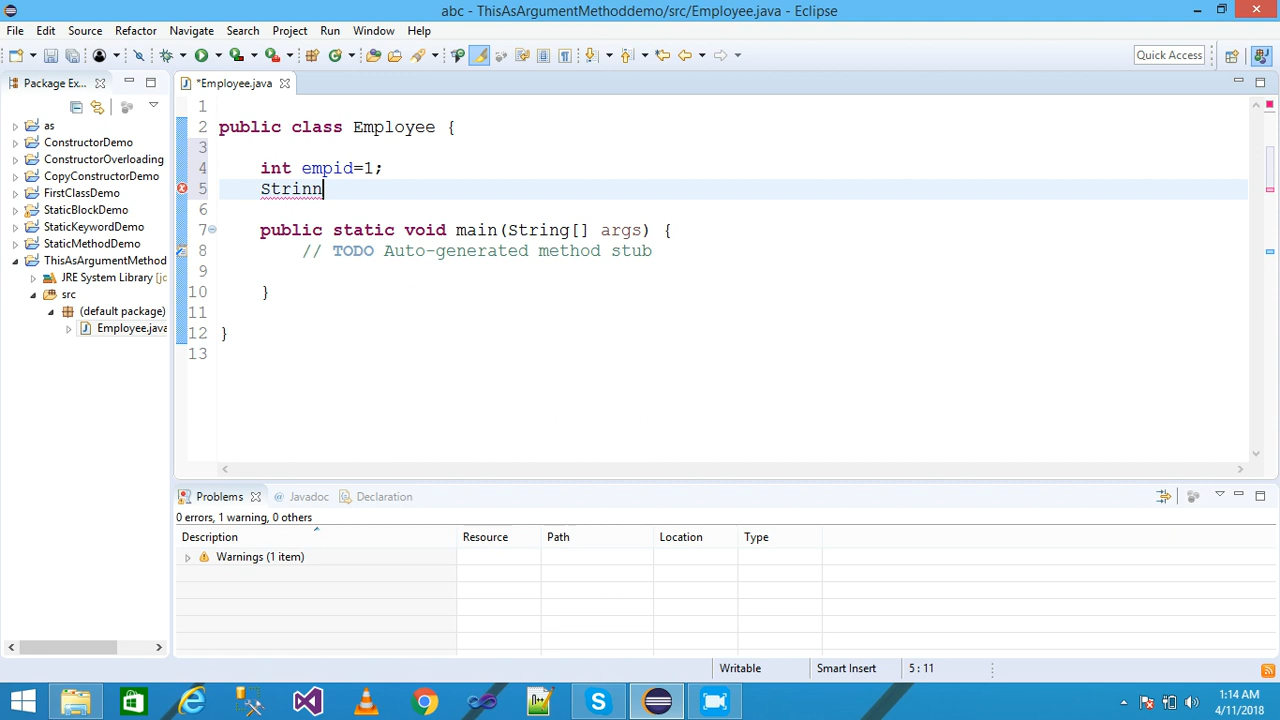 abc - ThisAsArgumentMethoddemo/src/Employee.java - Eclipse
File Edit Source Refactor Navigate Search Project Run Window Help
Quick Access
Package Ex...
*Employee.java
as
ConstructorDemo
ConstructorOverloading
CopyConstructorDemo
FirstClassDemo
StaticBlockDemo
StaticKeywordDemo
StaticMethodDemo
ThisAsArgumentMethod
JRE System Library [jd
src
(default package)
Employee.java
1
2 public class Employee {
3
4 int empid=1;
5 Strinn
6
7 public static void main(String[] args) {
8 // TODO Auto-generated method stub
9
10 }
11
12 }
13
Problems @ Javadoc Declaration
0 errors, 1 warning, 0 others
Description Resource Path Location Type
Warnings (1 item)
Writable Smart Insert 5 : 11
1:14 AM
4/11/2018